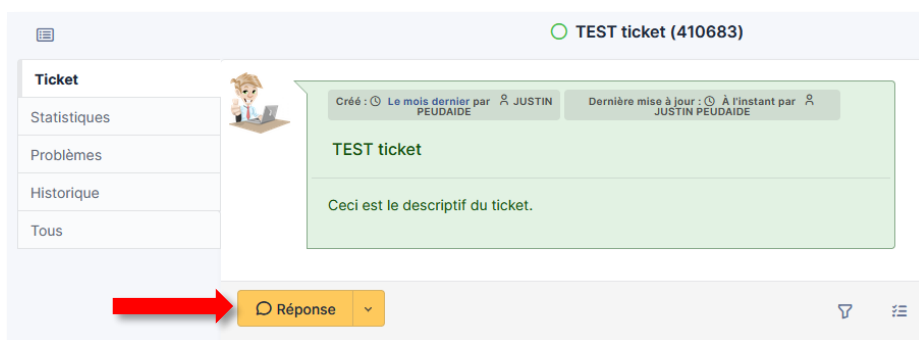 TEST ticket (410683)
Ticket
Statistiques
Problèmes
Historique
Tous
Créé : Le mois dernier par JUSTIN
PEUDAIDE
Dernière mise à jour : À l'instant par
JUSTIN PEUDAIDE
TEST ticket
Ceci est le descriptif du ticket.
Réponse